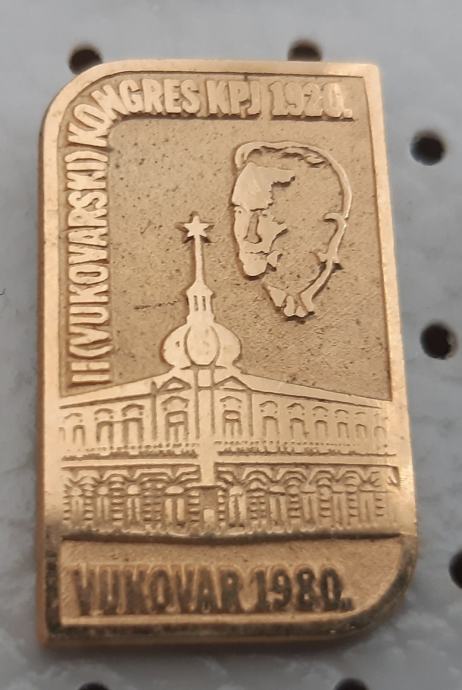 II (VUKOVARSKI) KONGRES KPJ 1920.
VUKOVAR 1980.